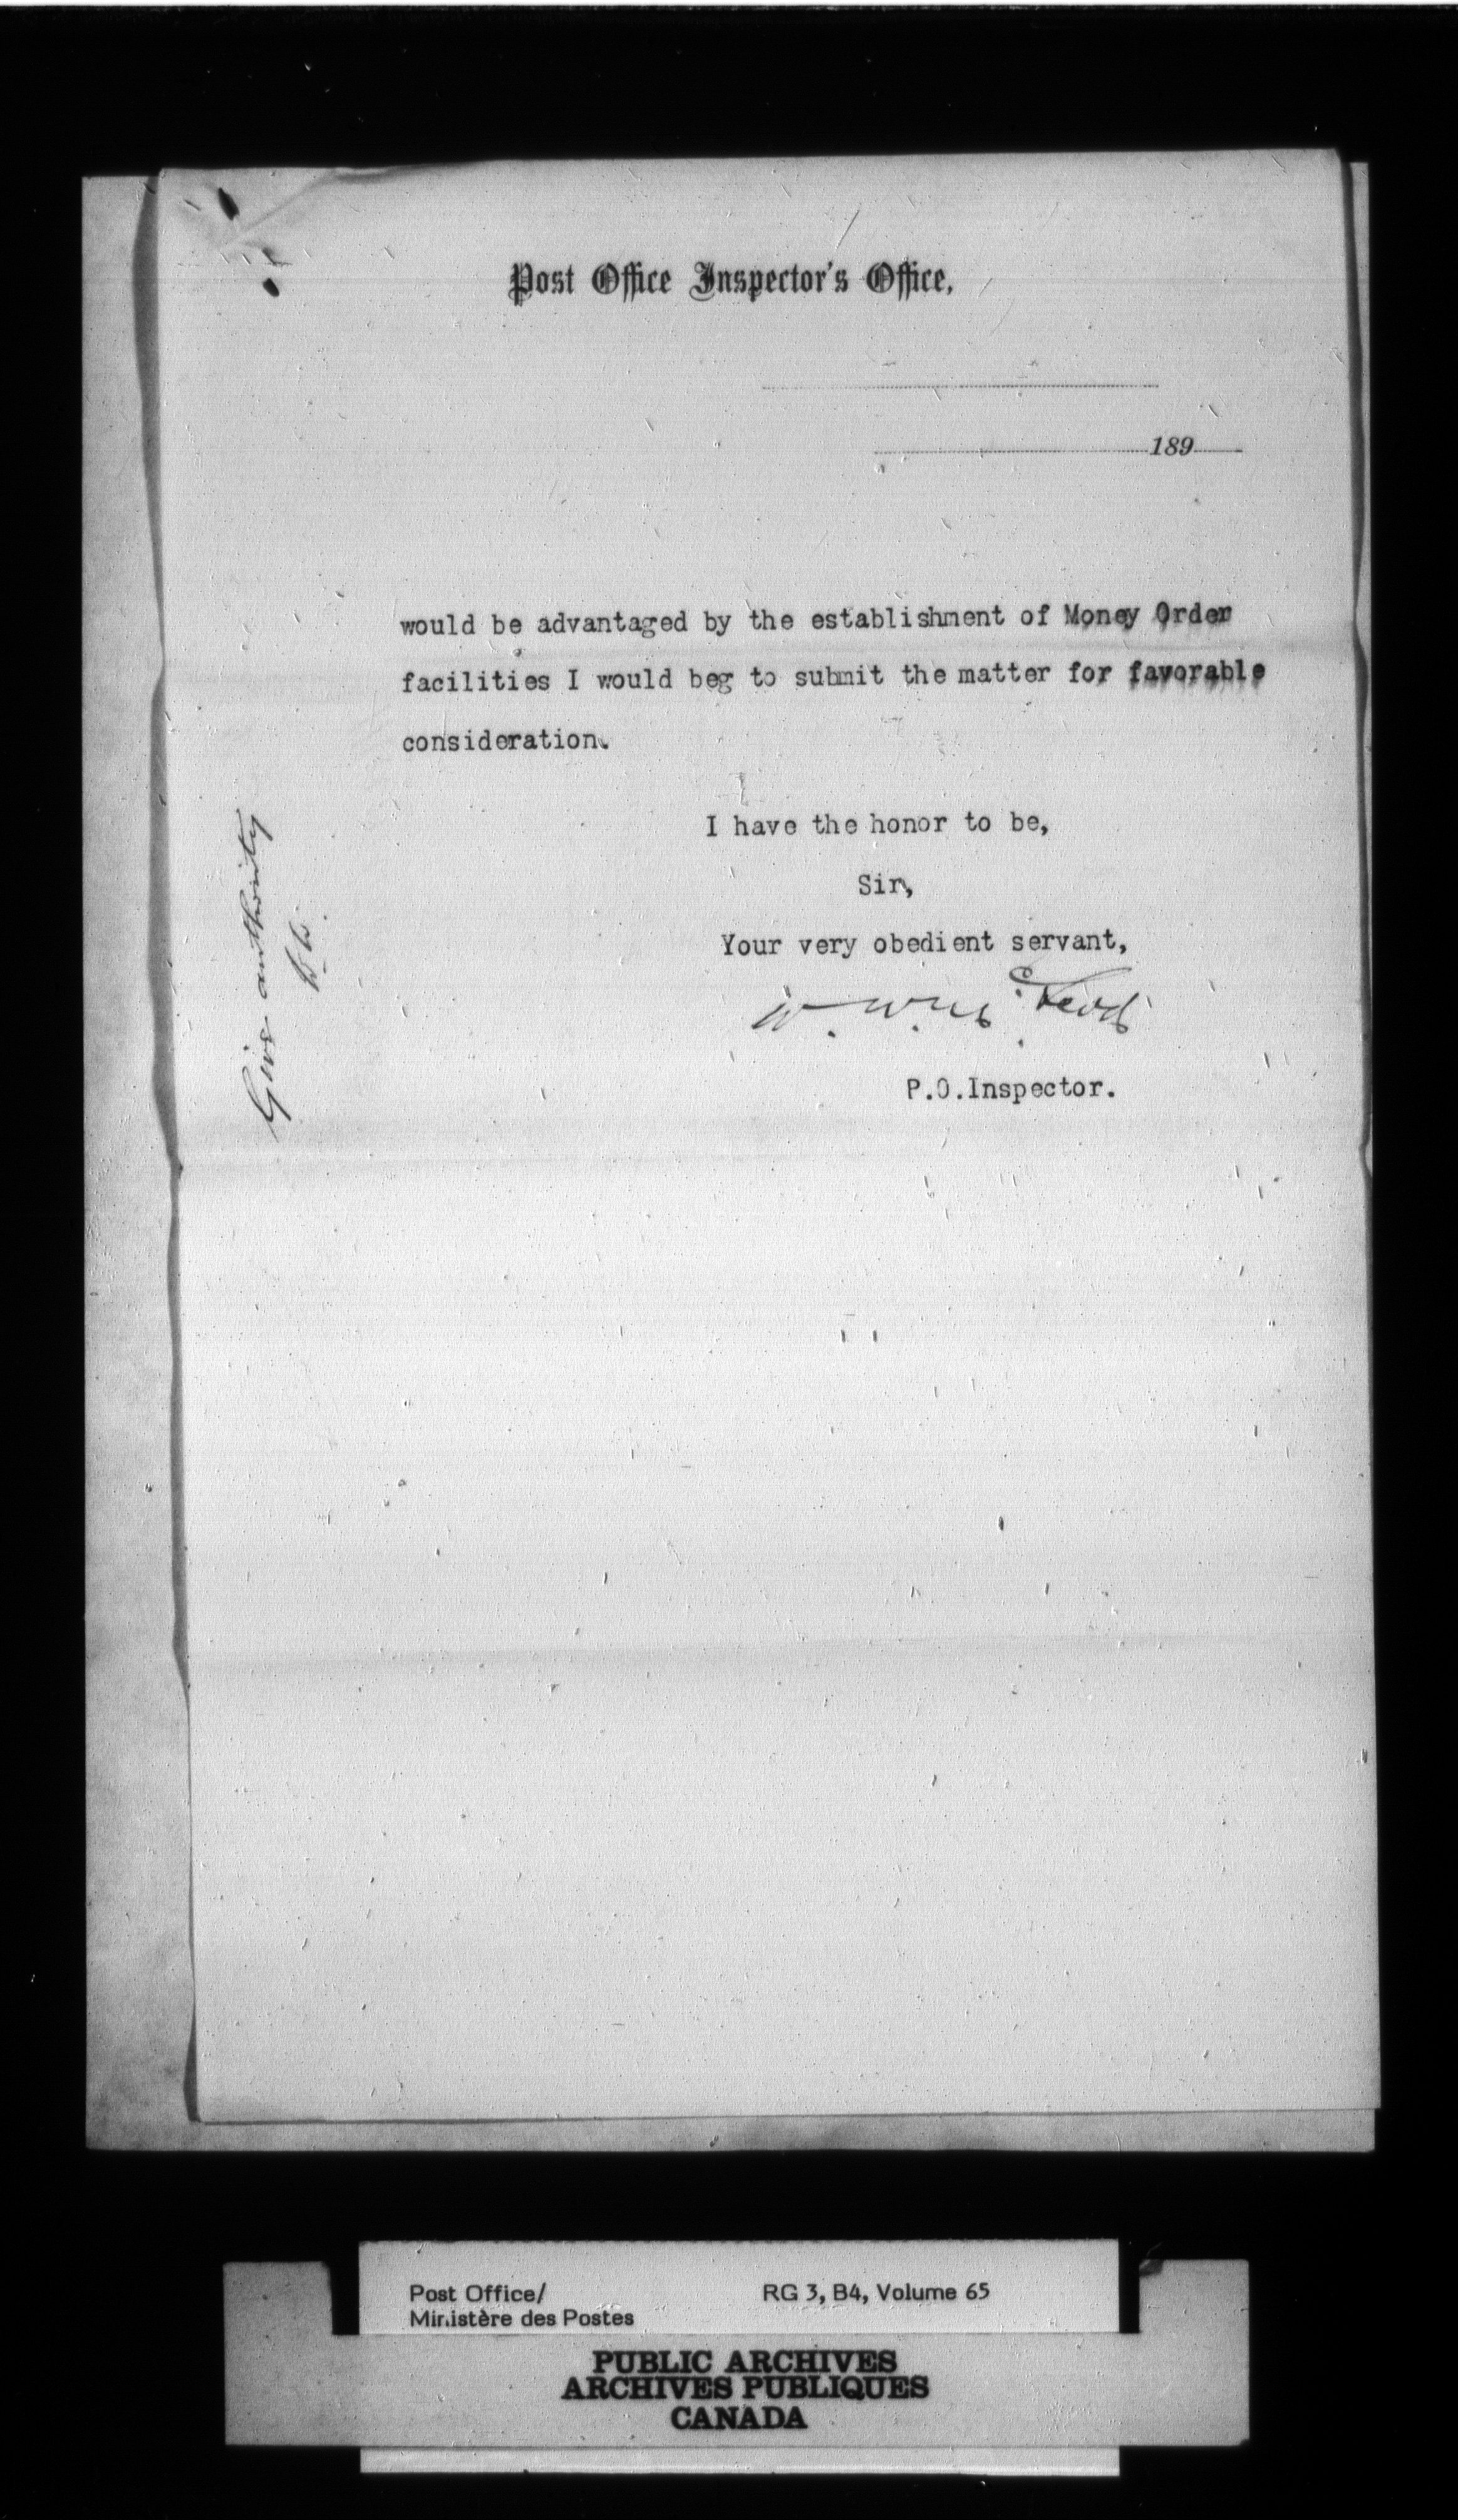 Post Office Inspector's Office,
189
would be advantaged by the establishment of Money Order
facilities I would beg to submit the matter for favorable
consideration.
I have the honor to be,
Sir,
Your very obedient servant,
P.O.Inspector.
Give authority
Post Office/
Ministère des Postes
RG 3, B4, Volume 65
PUBLIC ARCHIVES
ARCHIVES PUBLIQUES
CANADA